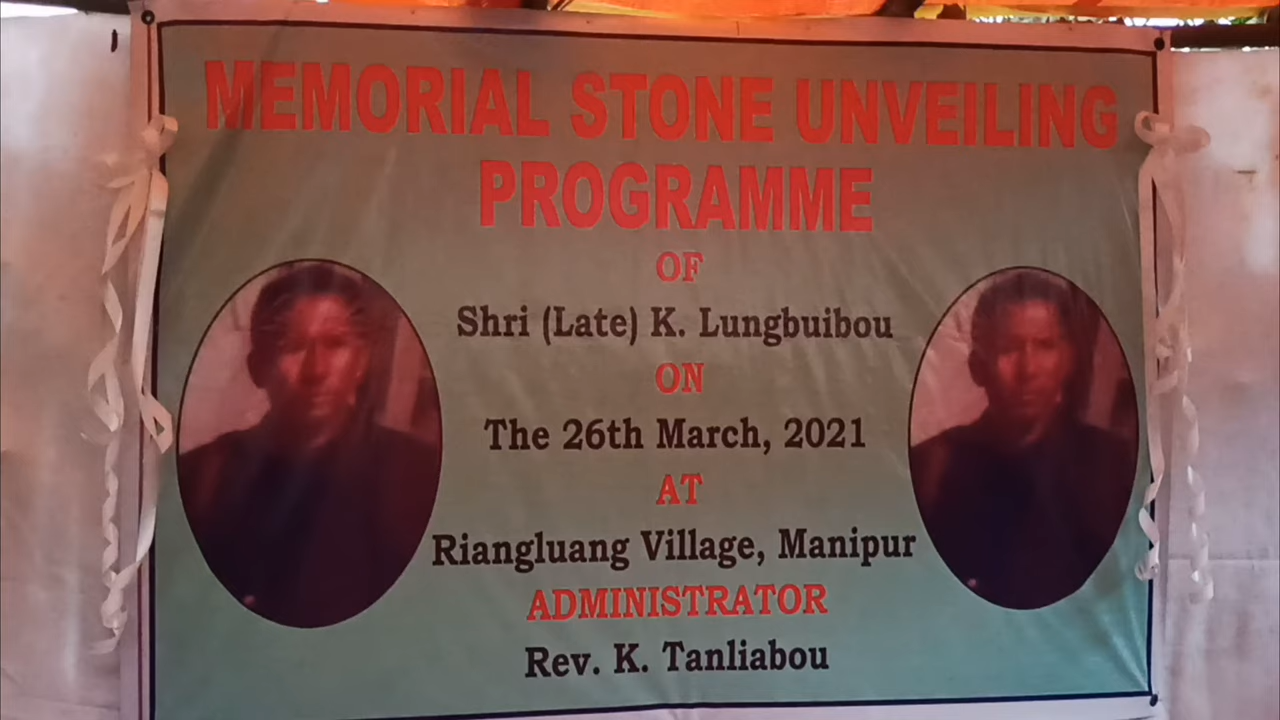 MEMORIAL STONE UNVEILING
PROGRAMME
OF
Shri (Late) K. Lungbuibou
ON
The 26th March, 2021
AT
Riangluang Village, Manipur
ADMINISTRATOR
Rev. K. Tanliabou